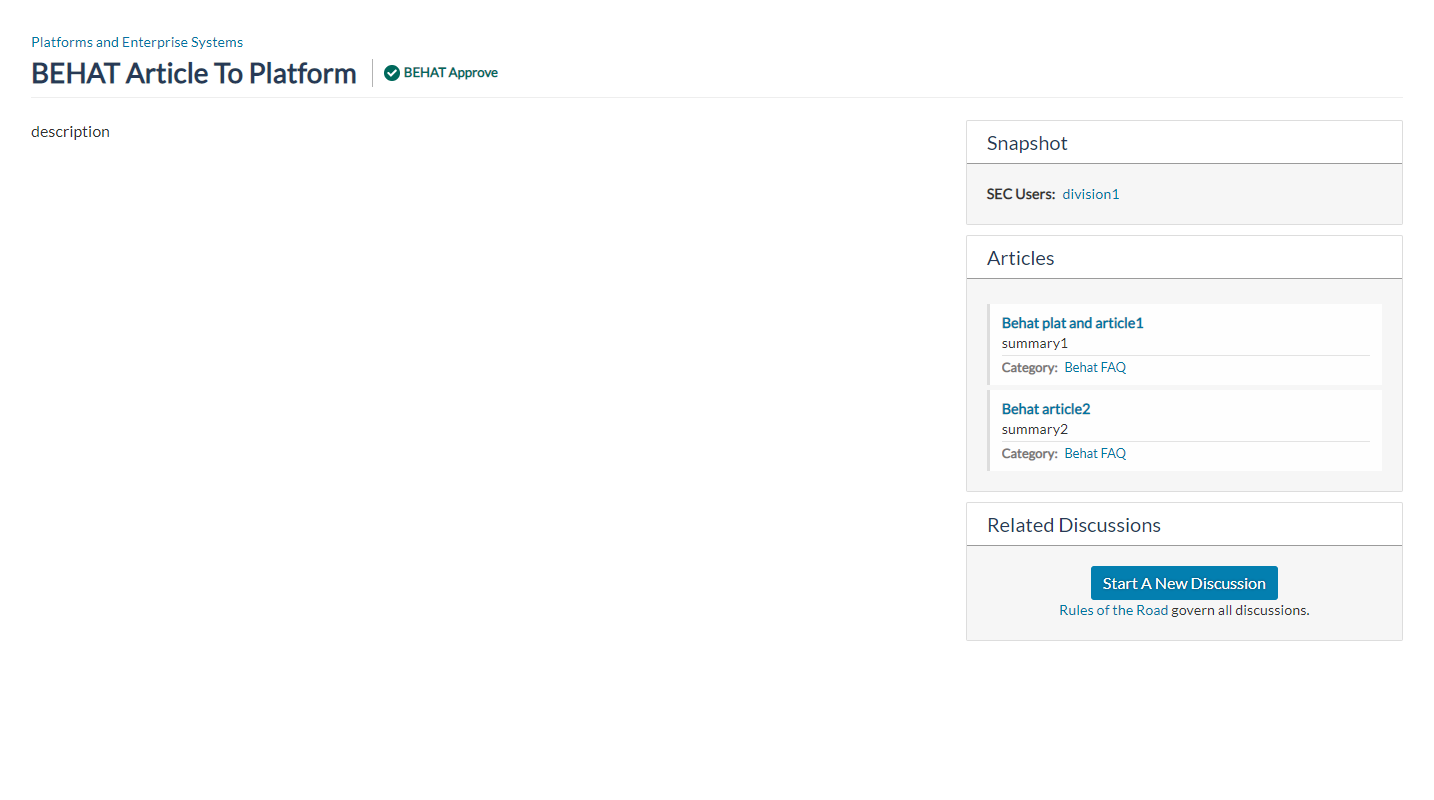 Platforms and Enterprise Systems
BEHAT Article To Platform
BEHAT Approve
description
Snapshot
SEC Users: division1
Articles
Behat plat and article1
summary1
Category: Behat FAQ
Behat article2
summary2
Category: Behat FAQ
Related Discussions
Start A New Discussion
Rules of the Road govern all discussions.